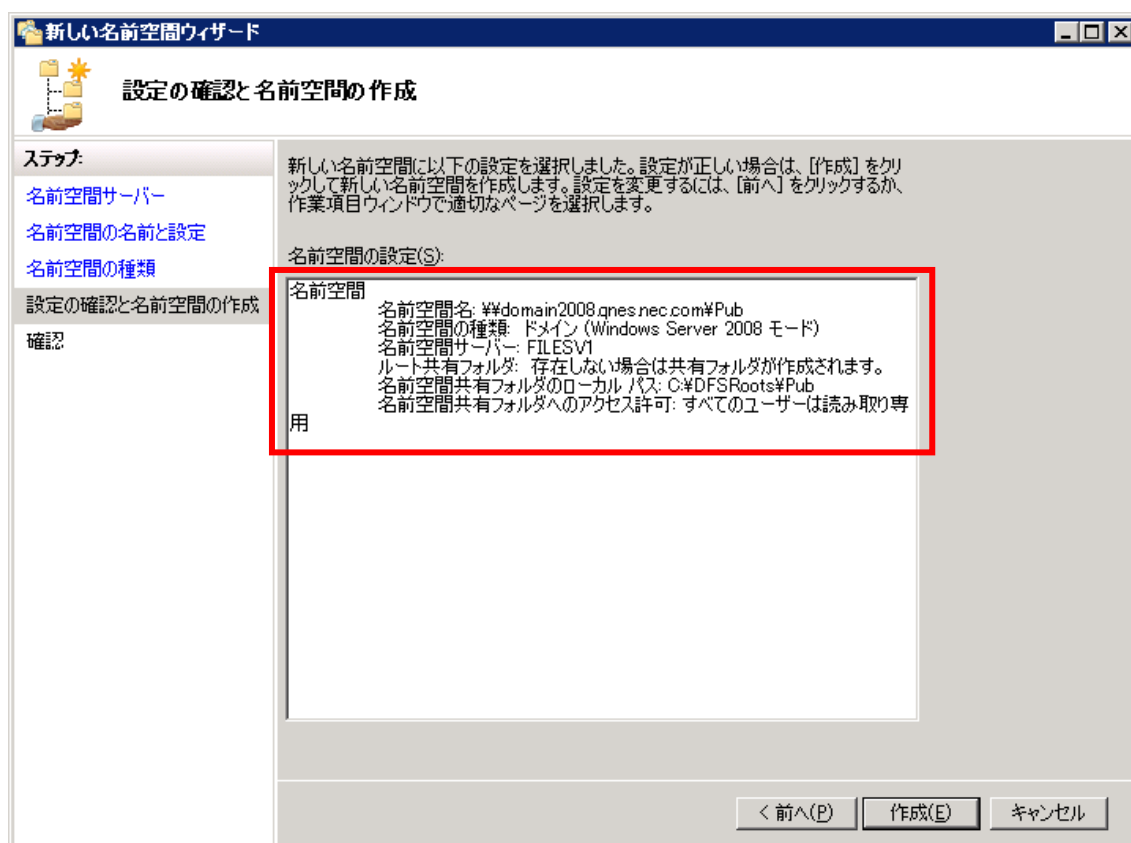 新しい名前空間ウィザード
設定の確認と名前空間の作成
ステップ:
名前空間サーバー
名前空間の名前と設定
名前空間の種類
設定の確認と名前空間の作成
確認
新しい名前空間に以下の設定を選択しました。設定が正しい場合は、[作成] をクリ
ックして新しい名前空間を作成します。設定を変更するには、[前へ] をクリックするか、
作業項目ウィンドウで適切なページを選択します。
名前空間の設定(S):
名前空間
名前空間名: ¥¥domain2008.qnes.nec.com¥Pub
名前空間の種類: ドメイン (Windows Server 2008 モード)
名前空間サーバー: FILESV1
ルート共有フォルダ: 存在しない場合は共有フォルダが作成されます。
名前空間共有フォルダのローカル パス: C:¥DFSRoots¥Pub
名前空間共有フォルダへのアクセス許可: すべてのユーザーは読み取り専
用
< 前へ(P)
作成(E)
キャンセル